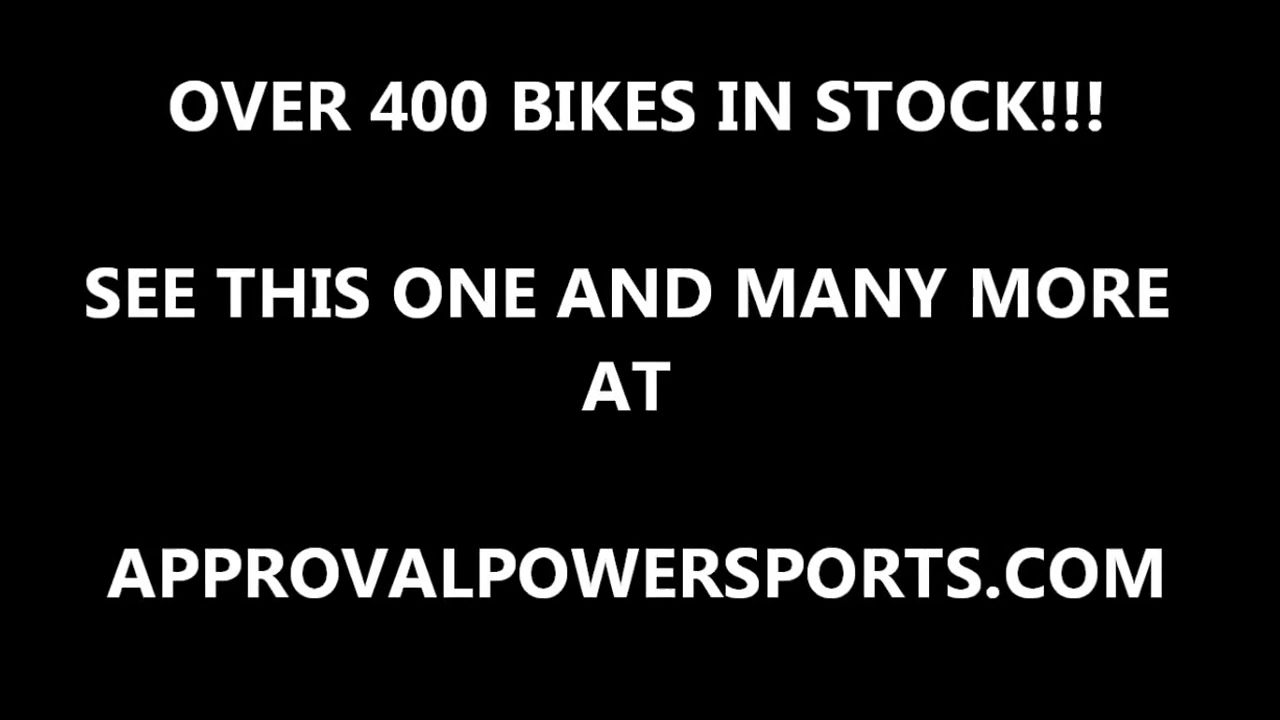 OVER 400 BIKES IN STOCK!!!
SEE THIS ONE AND MANY MORE
AT
APPROVALPOWERSPORTS.COM